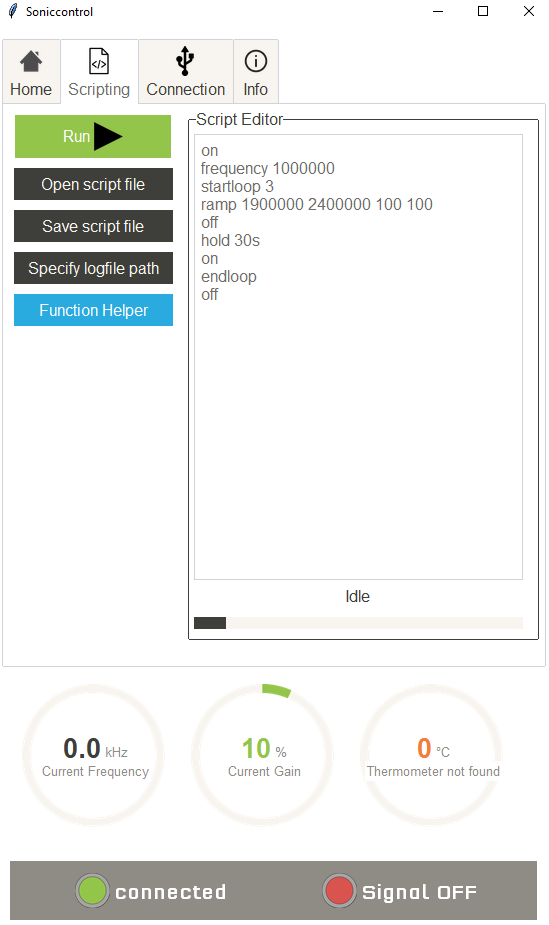 Soniccontrol
Home
Scripting
Connection
Info
Run
Open script file
Save script file
Specify logfile path
Function Helper
Script Editor
on
frequency 1000000
startloop 3
ramp 1900000 2400000 100 100
off
hold 30s
on
endloop
off
Idle
0.0 kHz
Current Frequency
10 %
Current Gain
0 °C
Thermometer not found
connected
Signal OFF